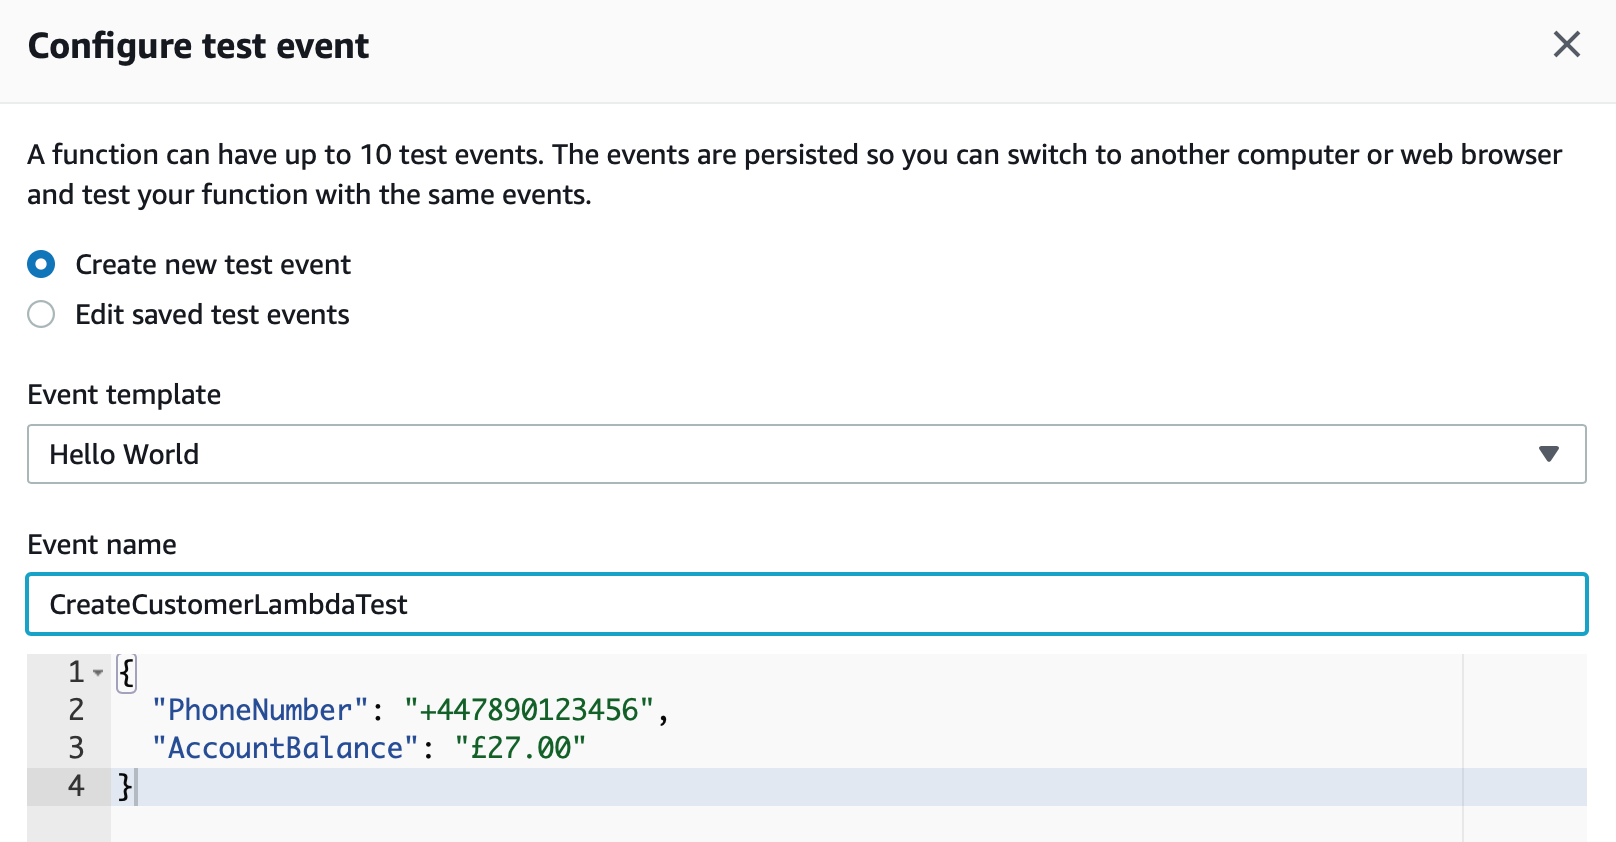 Configure test event
A function can have up to 10 test events. The events are persisted so you can switch to another computer or web browser
and test your function with the same events.
Create new test event
Edit saved test events
Event template
Hello World
Event name
CreateCustomerLambdaTest
1 {
2 "PhoneNumber": "+447890123456",
3 "AccountBalance": "£27.00"
4 }